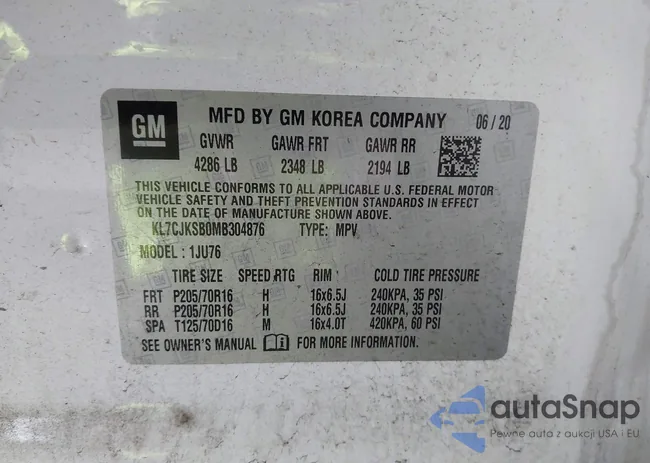 GM MFD BY GM KOREA COMPANY 06 / 20
GVWR GAWR FRT GAWR RR
4286 LB 2348 LB 2194 LB
THIS VEHICLE CONFORMS TO ALL APPLICABLE U.S. FEDERAL MOTOR
VEHICLE SAFETY AND THEFT PREVENTION STANDARDS IN EFFECT
ON THE DATE OF MANUFACTURE SHOWN ABOVE.
KL7CJKSB0MB304876 TYPE: MPV
MODEL : 1JU76
TIRE SIZE SPEED RTG RIM : COLD TIRE PRESSURE
FRT P205/70R16 H 16x6.5J 240KPA, 35 PSI
RR P205/70R16 H 16x6.5J 240KPA, 35 PSI
SPA T125/70D16 M 16x4.0T 420KPA, 60 PSI
SEE OWNER'S MANUAL FOR MORE INFORMATION.
autaSnap
Pewne auta z aukcji USA i EU